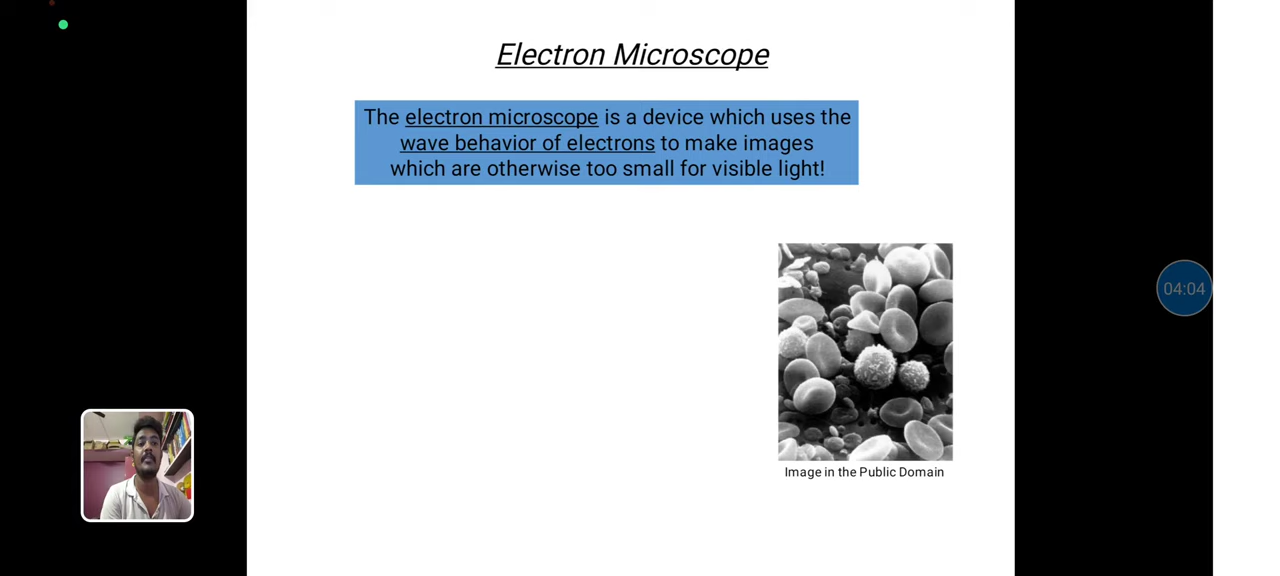 Electron Microscope
The electron microscope is a device which uses the
wave behavior of electrons to make images
which are otherwise too small for visible light!
04:04
Image in the Public Domain